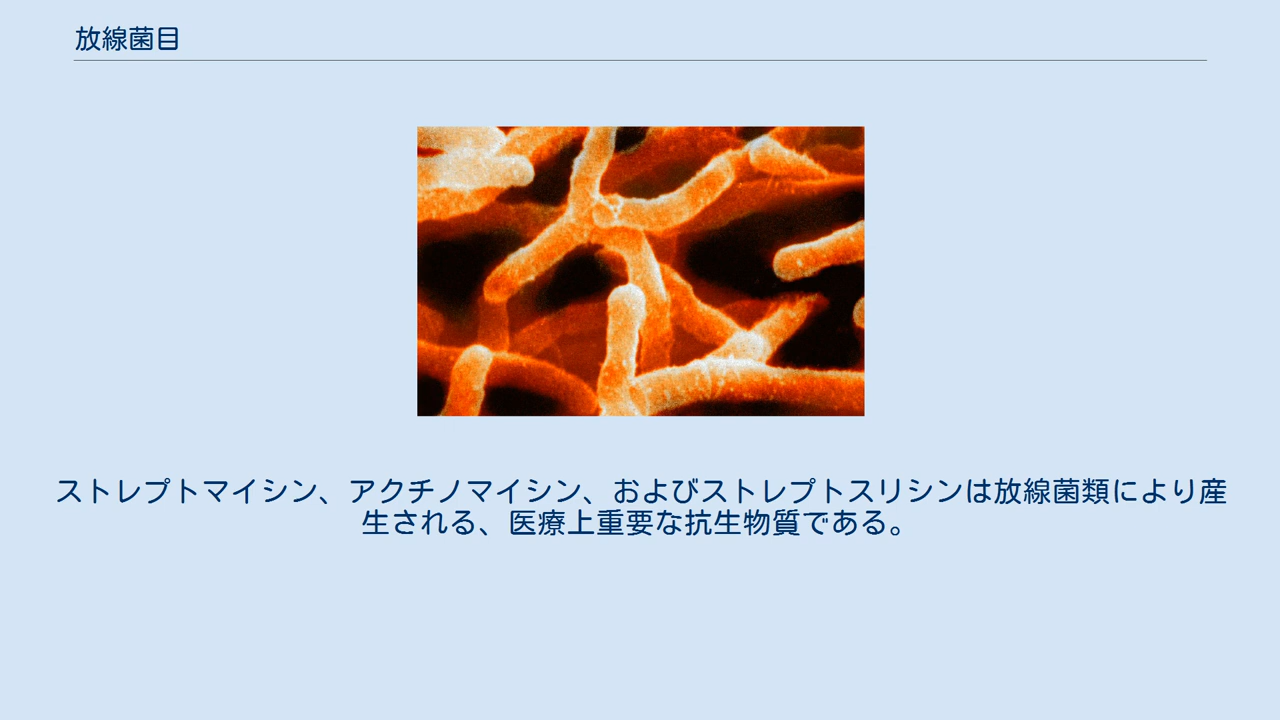 放線菌目
ストレプトマイシン、アクチノマイシン、およびストレプトスリシンは放線菌類により産
生される、医療上重要な抗生物質である。